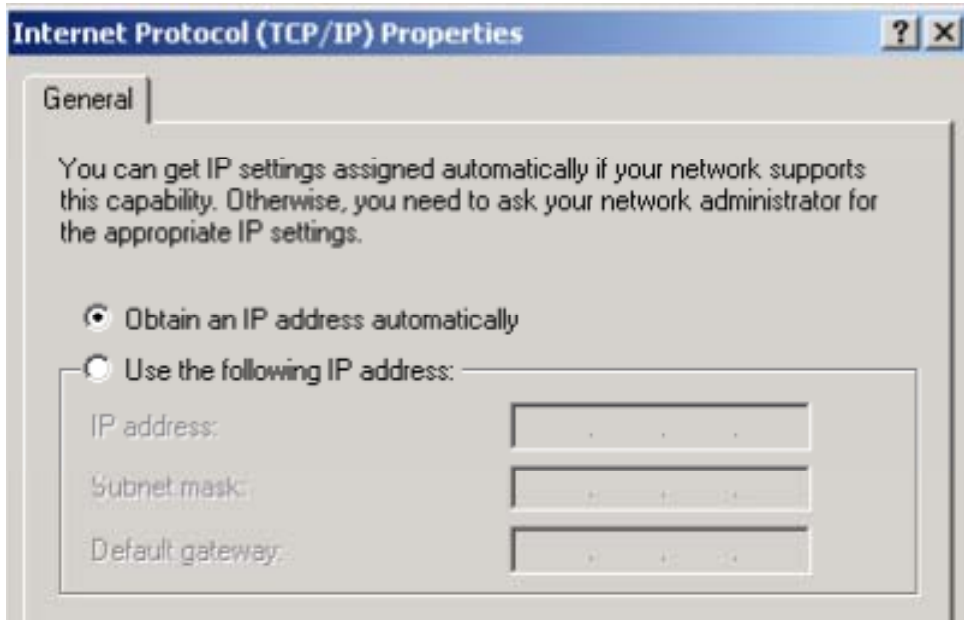 Internet Protocol (TCP/IP) Properties
General
You can get IP settings assigned automatically if your network supports
this capability. Otherwise, you need to ask your network administrator for
the appropriate IP settings.
Obtain an IP address automatically
Use the following IP address:
IP address:
Subnet mask:
Default gateway: